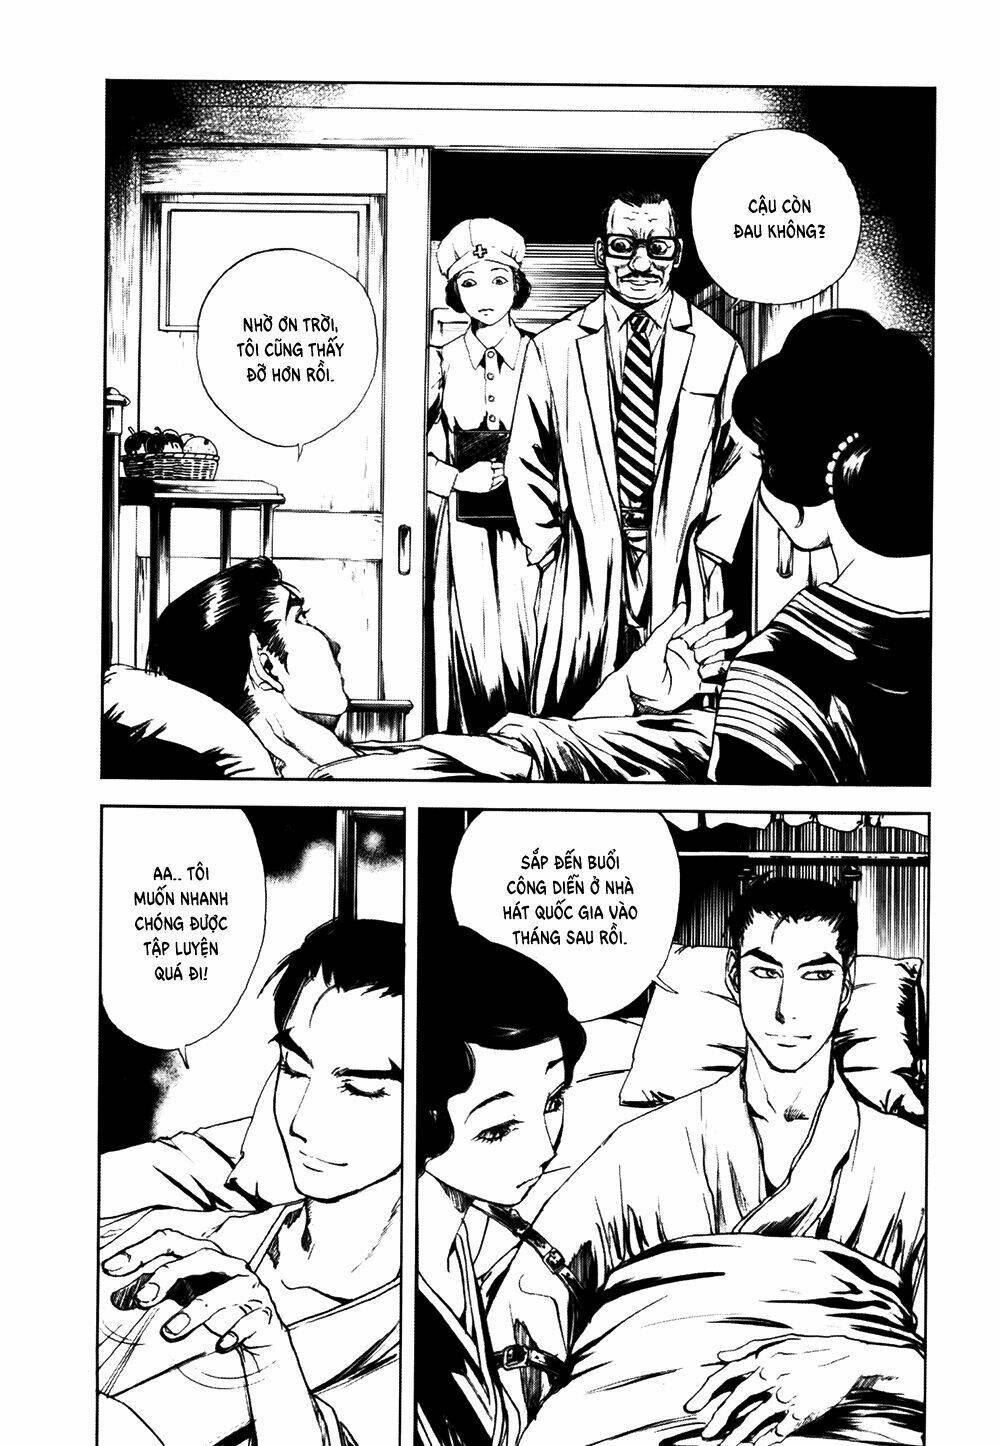 CẬU CÒN
ĐAU KHÔNG?
NHỜ ƠN TRỜI,
TÔI CŨNG THẤY
ĐỠ HƠN RỒI.
SẮP ĐẾN BUỔI
CÔNG DIỄN Ở NHÀ
HÁT QUỐC GIA VÀO
THÁNG SAU RỒI.
AA.. TÔI
MUỐN NHANH
CHÓNG ĐƯỢC
TẬP LUYỆN
QUÁ ĐI!